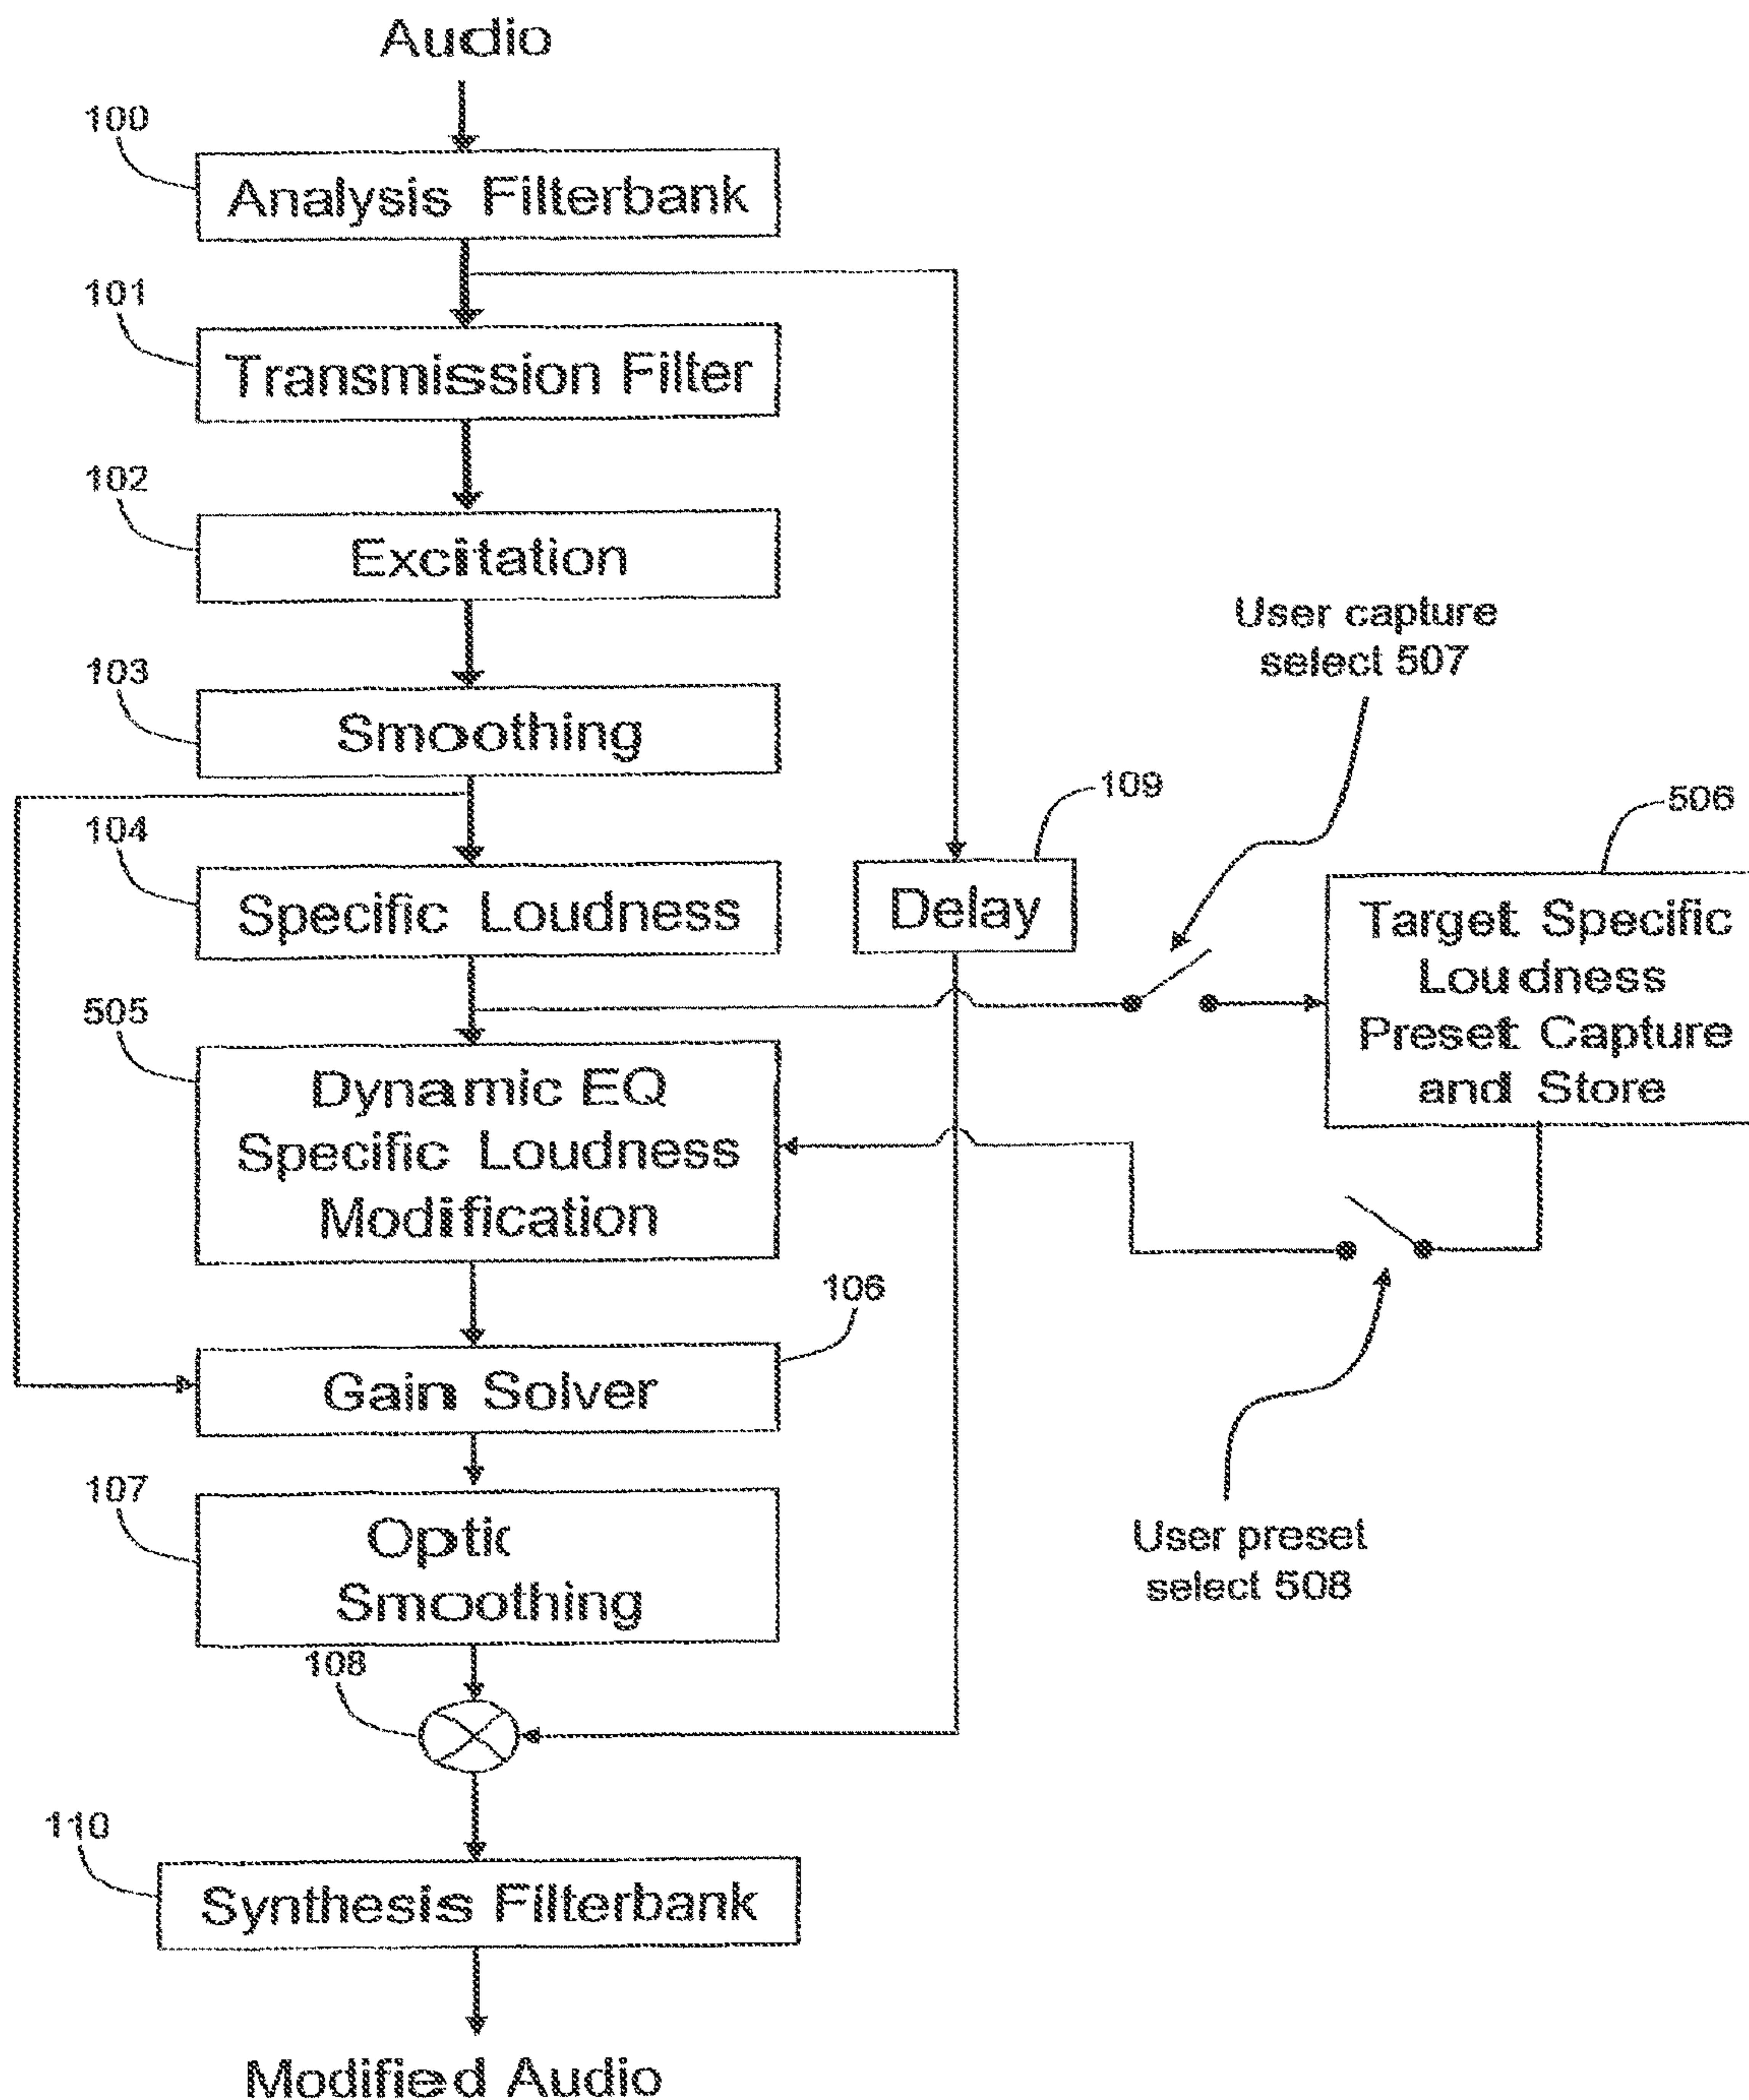 Audio
100
Analysis Filterbank
101
Transmission Filter
102
Excitation
103
Smoothing
104
Specific Loudness
109
Delay
User capture
select 507
506
Target Specific
Loudness
Preset Capture
and Store
505
Dynamic EQ
Specific Loudness
Modification
106
Gain Solver
User preset
select 508
107
Smoothing
108
110
Synthesis Filterbank
Modified Audio